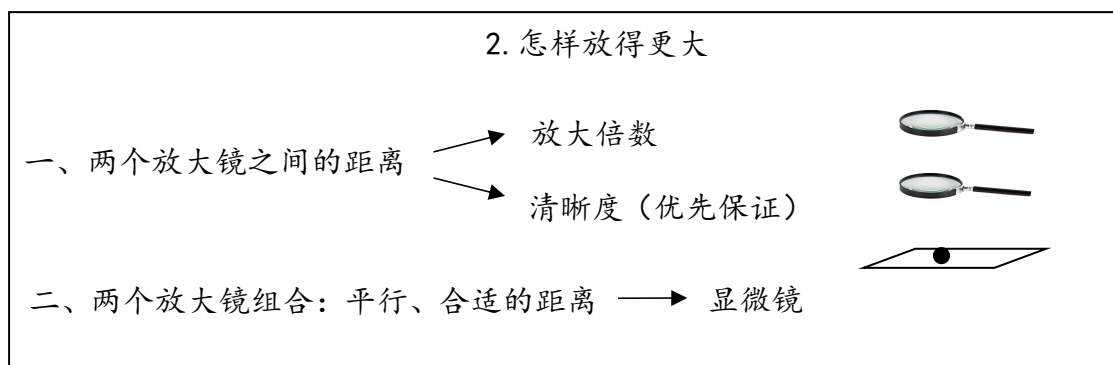 2.怎样放得更大
放大倍数
一、两个放大镜之间的距离
清晰度（优先保证）
二、两个放大镜组合：平行、合适的距离
显微镜